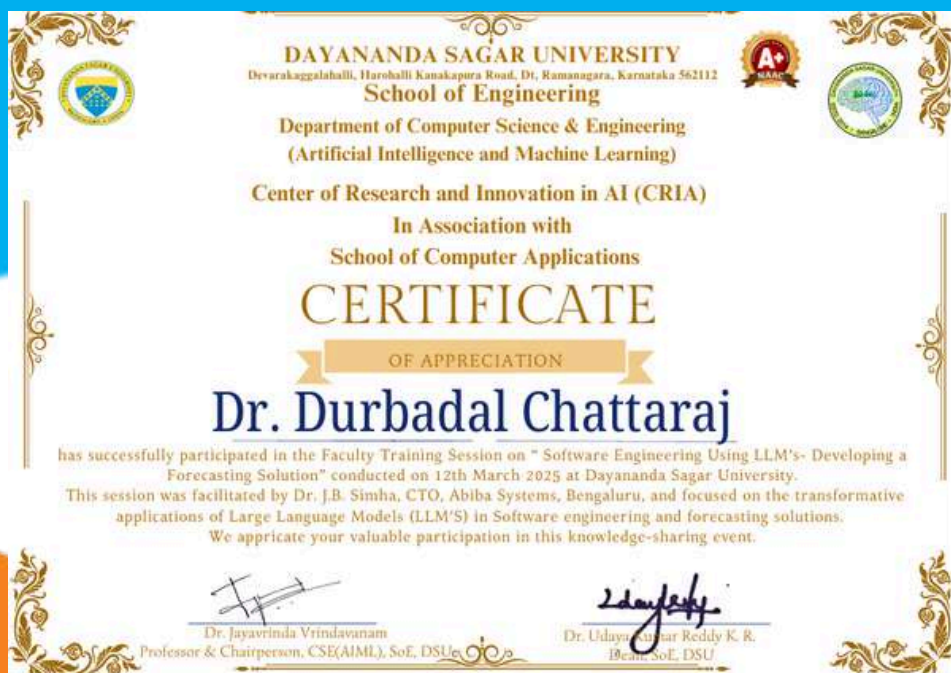 DAYANANDA SAGAR UNIVERSITY
Devarakaggalahalli, Harohalli Kanakapura Road, Dt, Ramanagara, Karnataka 562112
School of Engineering
Department of Computer Science & Engineering
(Artificial Intelligence and Machine Learning)
Center of Research and Innovation in AI (CRIA)
In Association with
School of Computer Applications
A+
NAAC
CERTIFICATE
OF APPRECIATION
Dr. Durbadal Chattaraj
has successfully participated in the Faculty Training Session on " Software Engineering Using LLM's- Developing a
Forecasting Solution" conducted on 12th March 2025 at Dayananda Sagar University.
This session was facilitated by Dr. J.B. Simha, CTO, Abiba Systems, Bengaluru, and focused on the transformative
applications of Large Language Models (LLM'S) in Software engineering and forecasting solutions.
We appricate your valuable participation in this knowledge-sharing event.
Dr. Jayavrinda Vrindavanam
Professor & Chairperson, CSE(AIML), SoE, DSU
Dr. Udaya Kumar Reddy K. R.
Dean, SoE, DSU